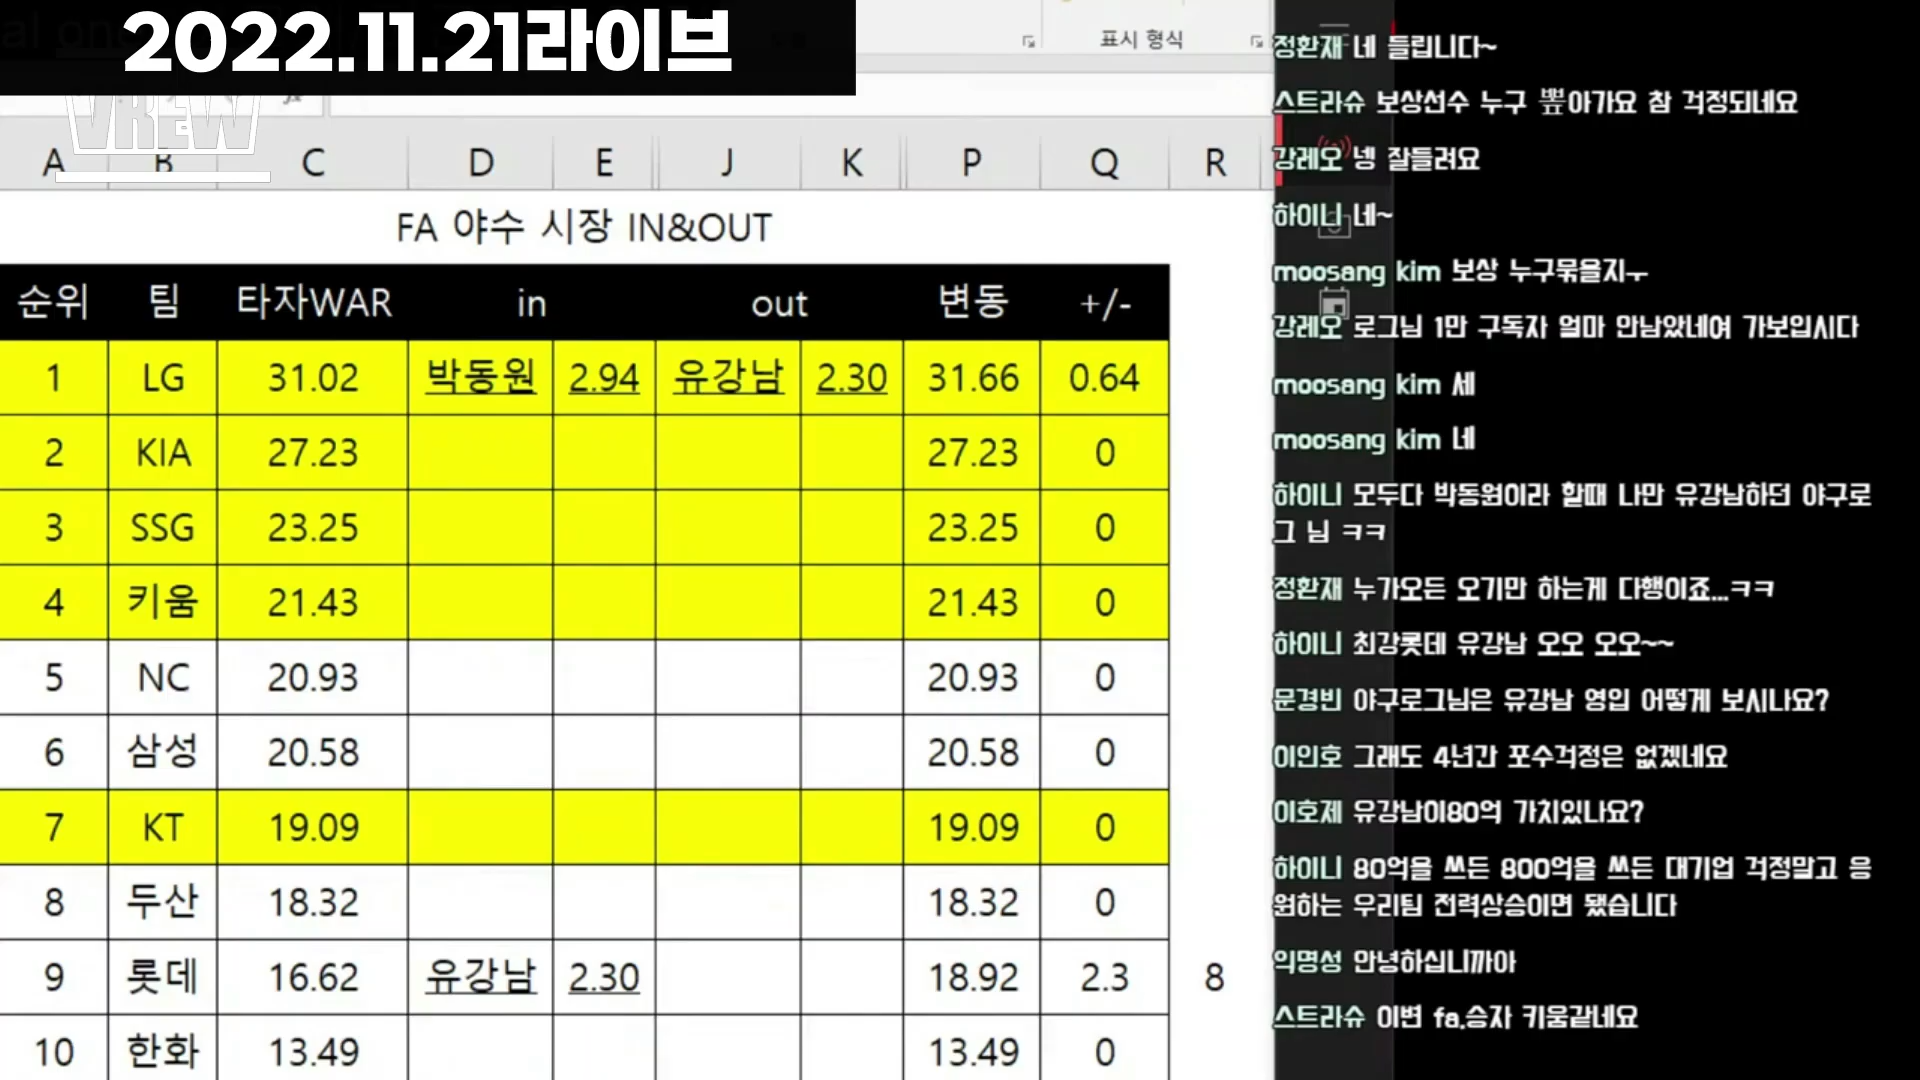 2022.11.21라이브
표시 형식
VREW
A B C D E J K P Q R
FA 야수 시장 IN&OUT
순위 팀 타자WAR in out 변동 +/-
1 LG 31.02 박동원 2.94 유강남 2.30 31.66 0.64
2 KIA 27.23 27.23 0
3 SSG 23.25 23.25 0
4 키움 21.43 21.43 0
5 NC 20.93 20.93 0
6 삼성 20.58 20.58 0
7 KT 19.09 19.09 0
8 두산 18.32 18.32 0
9 롯데 16.62 유강남 2.30 18.92 2.3 8
10 한화 13.49 13.49 0
정환재 네 들립니다~
스트라슈 보상선수 누구 뽑아가요 참 걱정되네요
강레오 넹 잘들려요
하이니 네~
moosang kim 보상 누구묶을지ㅜ
강레오 로그님 1만 구독자 얼마 안남았네여 가보입시다
moosang kim 세
moosang kim 네
하이니 모두다 박동원이라 할때 나만 유강남하던 야구로
그 님 ㅋㅋ
정환재 누가오든 오기만 하는게 다행이죠...ㅋㅋ
하이니 최강롯데 유강남 오오 오오~~
문경빈 야구로그님은 유강남 영입 어떻게 보시나요?
이인호 그래도 4년간 포수걱정은 없겠네요
이호제 유강남이80억 가치있나요?
하이니 80억을 쓰든 800억을 쓰든 대기업 걱정말고 응
원하는 우리팀 전력상승이면 됐습니다
익명성 안녕하십니까아
스트라슈 이번 fa.승자 키움같네요